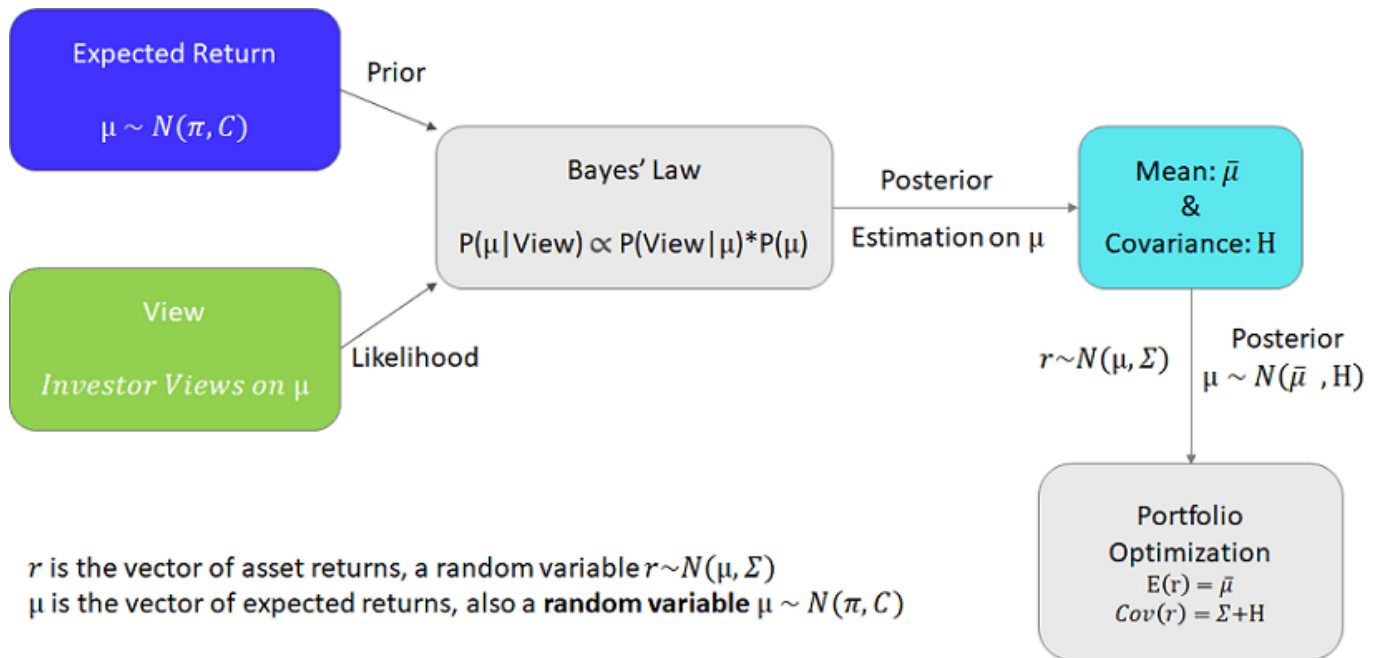 Expected Return
μ ~ N(π, C)
Prior
Bayes' Law
P(μ|View) ∝ P(View|μ)*P(μ)
Posterior
Estimation on μ
Mean: μ̄
&
Covariance: H
View
Investor Views on μ
Likelihood
r~N(μ, Σ)
Posterior
μ ~ N(μ̄ , H)
Portfolio
Optimization
E(r) = μ̄
Cov(r) = Σ+H
r is the vector of asset returns, a random variable r~N(μ, Σ)
μ is the vector of expected returns, also a random variable μ ~ N(π, C)